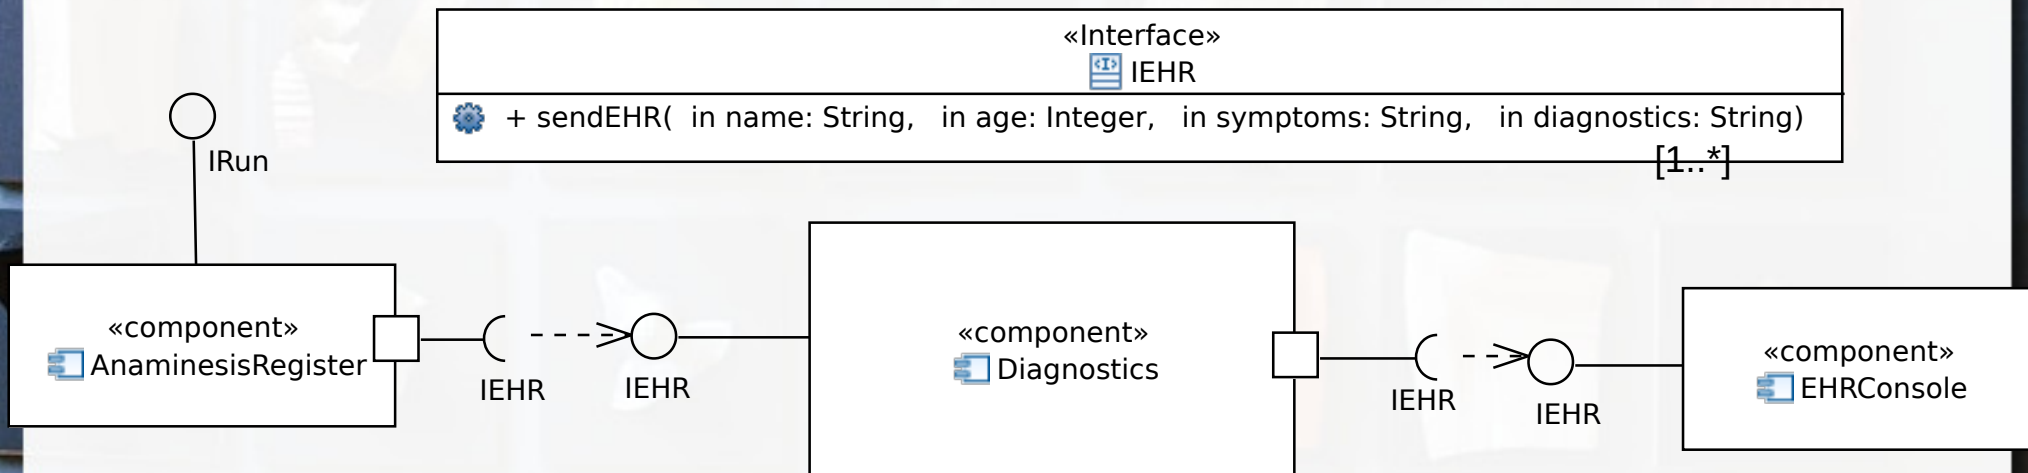 «Interface»
IEHR
+ sendEHR( in name: String, in age: Integer, in symptoms: String, in diagnostics: String)
[1..*]
IRun
«component»
AnaminesisRegister
IEHR
IEHR
«component»
Diagnostics
IEHR
IEHR
«component»
EHRConsole